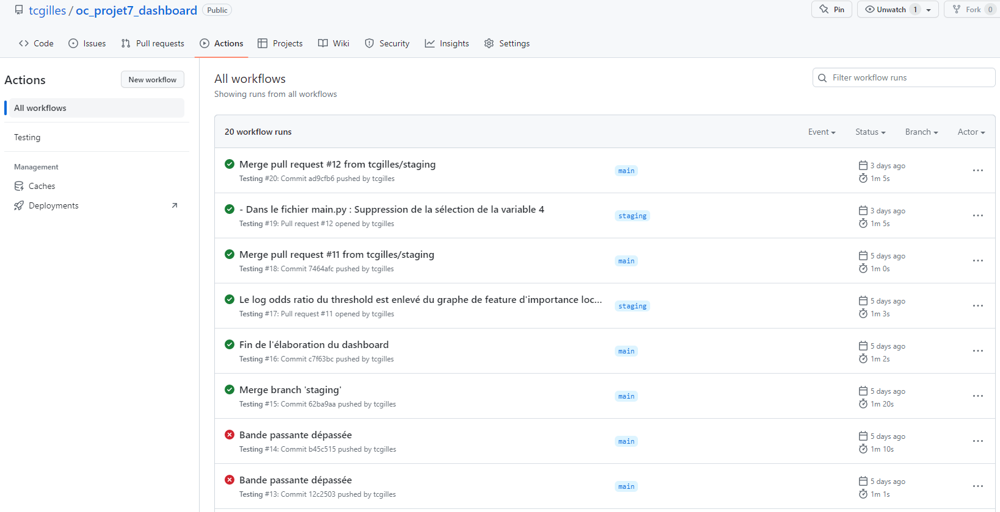 tcgilles / oc_projet7_dashboard Public
Pin
Unwatch 1
Fork 0
Code
Issues
Pull requests
Actions
Projects
Wiki
Security
Insights
Settings
Actions
New workflow
All workflows
Testing
Management
Caches
Deployments
All workflows
Showing runs from all workflows
Filter workflow runs
20 workflow runs
Event
Status
Branch
Actor
Merge pull request #12 from tcgilles/staging
Testing #20: Commit ad9cfb6 pushed by tcgilles
main
3 days ago
1m 5s
- Dans le fichier main.py : Suppression de la sélection de la variable 4
Testing #19: Pull request #12 opened by tcgilles
staging
3 days ago
1m 5s
Merge pull request #11 from tcgilles/staging
Testing #18: Commit 7464afc pushed by tcgilles
main
5 days ago
1m 0s
Le log odds ratio du threshold est enlevé du graphe de feature d'importance loc...
Testing #17: Pull request #11 opened by tcgilles
staging
5 days ago
1m 3s
Fin de l'élaboration du dashboard
Testing #16: Commit c7f63bc pushed by tcgilles
main
5 days ago
1m 2s
Merge branch 'staging'
Testing #15: Commit 62ba9aa pushed by tcgilles
main
5 days ago
1m 20s
Bande passante dépassée
Testing #14: Commit b45c515 pushed by tcgilles
main
5 days ago
1m 10s
Bande passante dépassée
Testing #13: Commit 12c2503 pushed by tcgilles
main
5 days ago
1m 1s